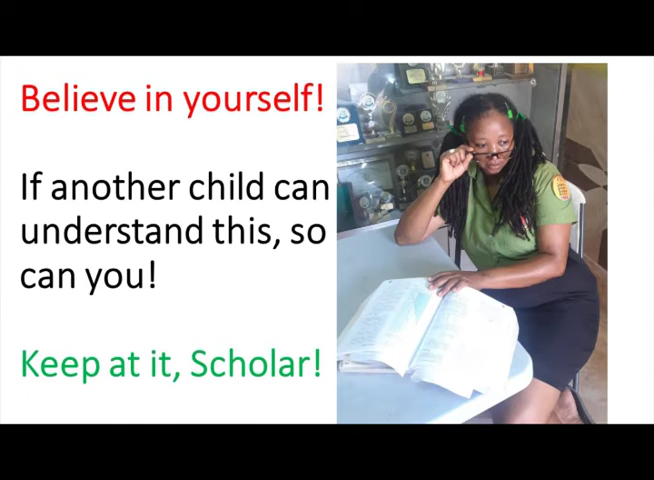 Believe in yourself!
If another child can
understand this, so
can you!
Keep at it, Scholar!